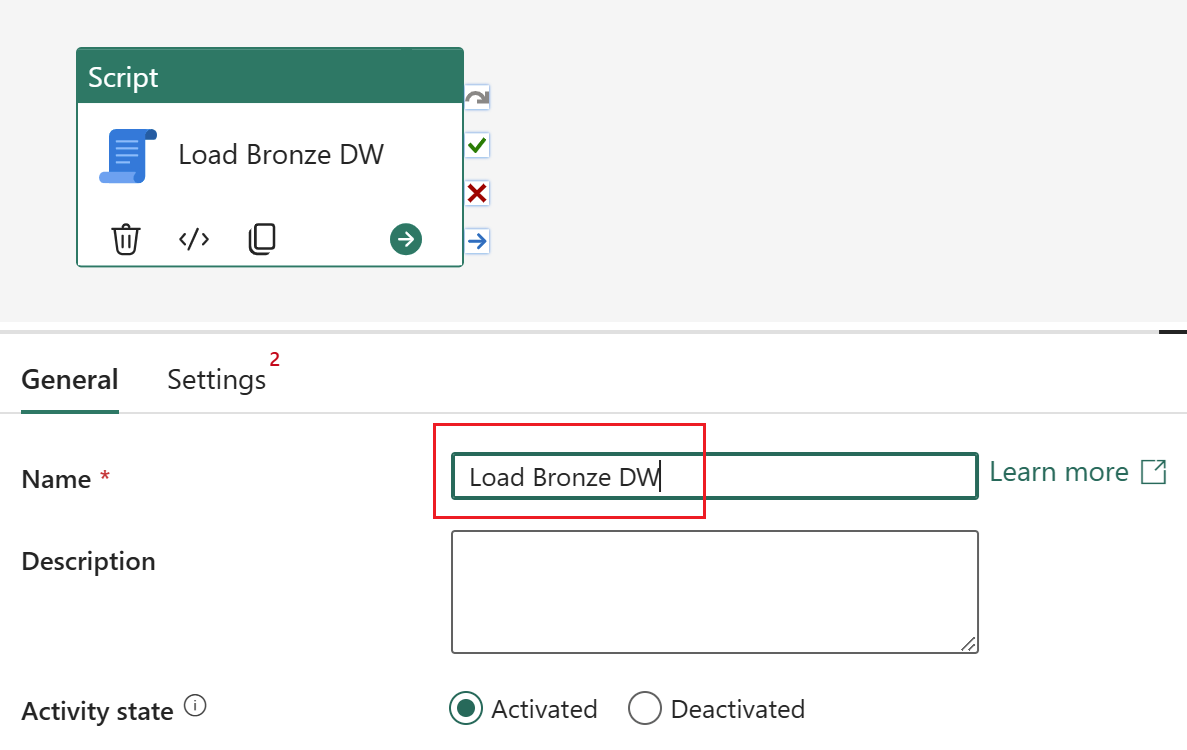 Script
Load Bronze DW
General Settings 2
Name * Load Bronze DW Learn more
Description
Activity state Activated Deactivated